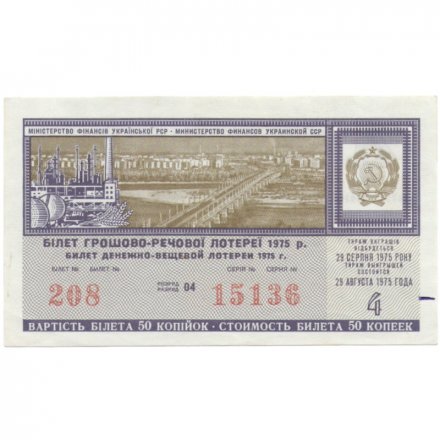 МІНІСТЕРСТВО ФІНАНСІВ УКРАЇНСЬКОЇ РСР · МИНИСТЕРСТВО ФИНАНСОВ УКРАИНСКОЙ ССР
БІЛЕТ ГРОШОВО-РЕЧОВОЇ ЛОТЕРЕЇ 1975 р.
БИЛЕТ ДЕНЕЖНО-ВЕЩЕВОЙ ЛОТЕРЕИ 1975 г.
БІЛЕТ № БИЛЕТ № СЕРІЯ № СЕРИЯ №
208 РОЗРЯД РАЗРЯД 04 15136
ТИРАЖ ВИГРАШІВ
ВІДБУДЕТЬСЯ
29 СЕРПНЯ 1975 РОКУ
ТИРАЖ ВЫИГРЫШЕЙ
СОСТОИТСЯ
29 АВГУСТА 1975 ГОДА
4
ВАРТІСТЬ БІЛЕТА 50 КОПІЙОК · СТОИМОСТЬ БИЛЕТА 50 КОПЕЕК